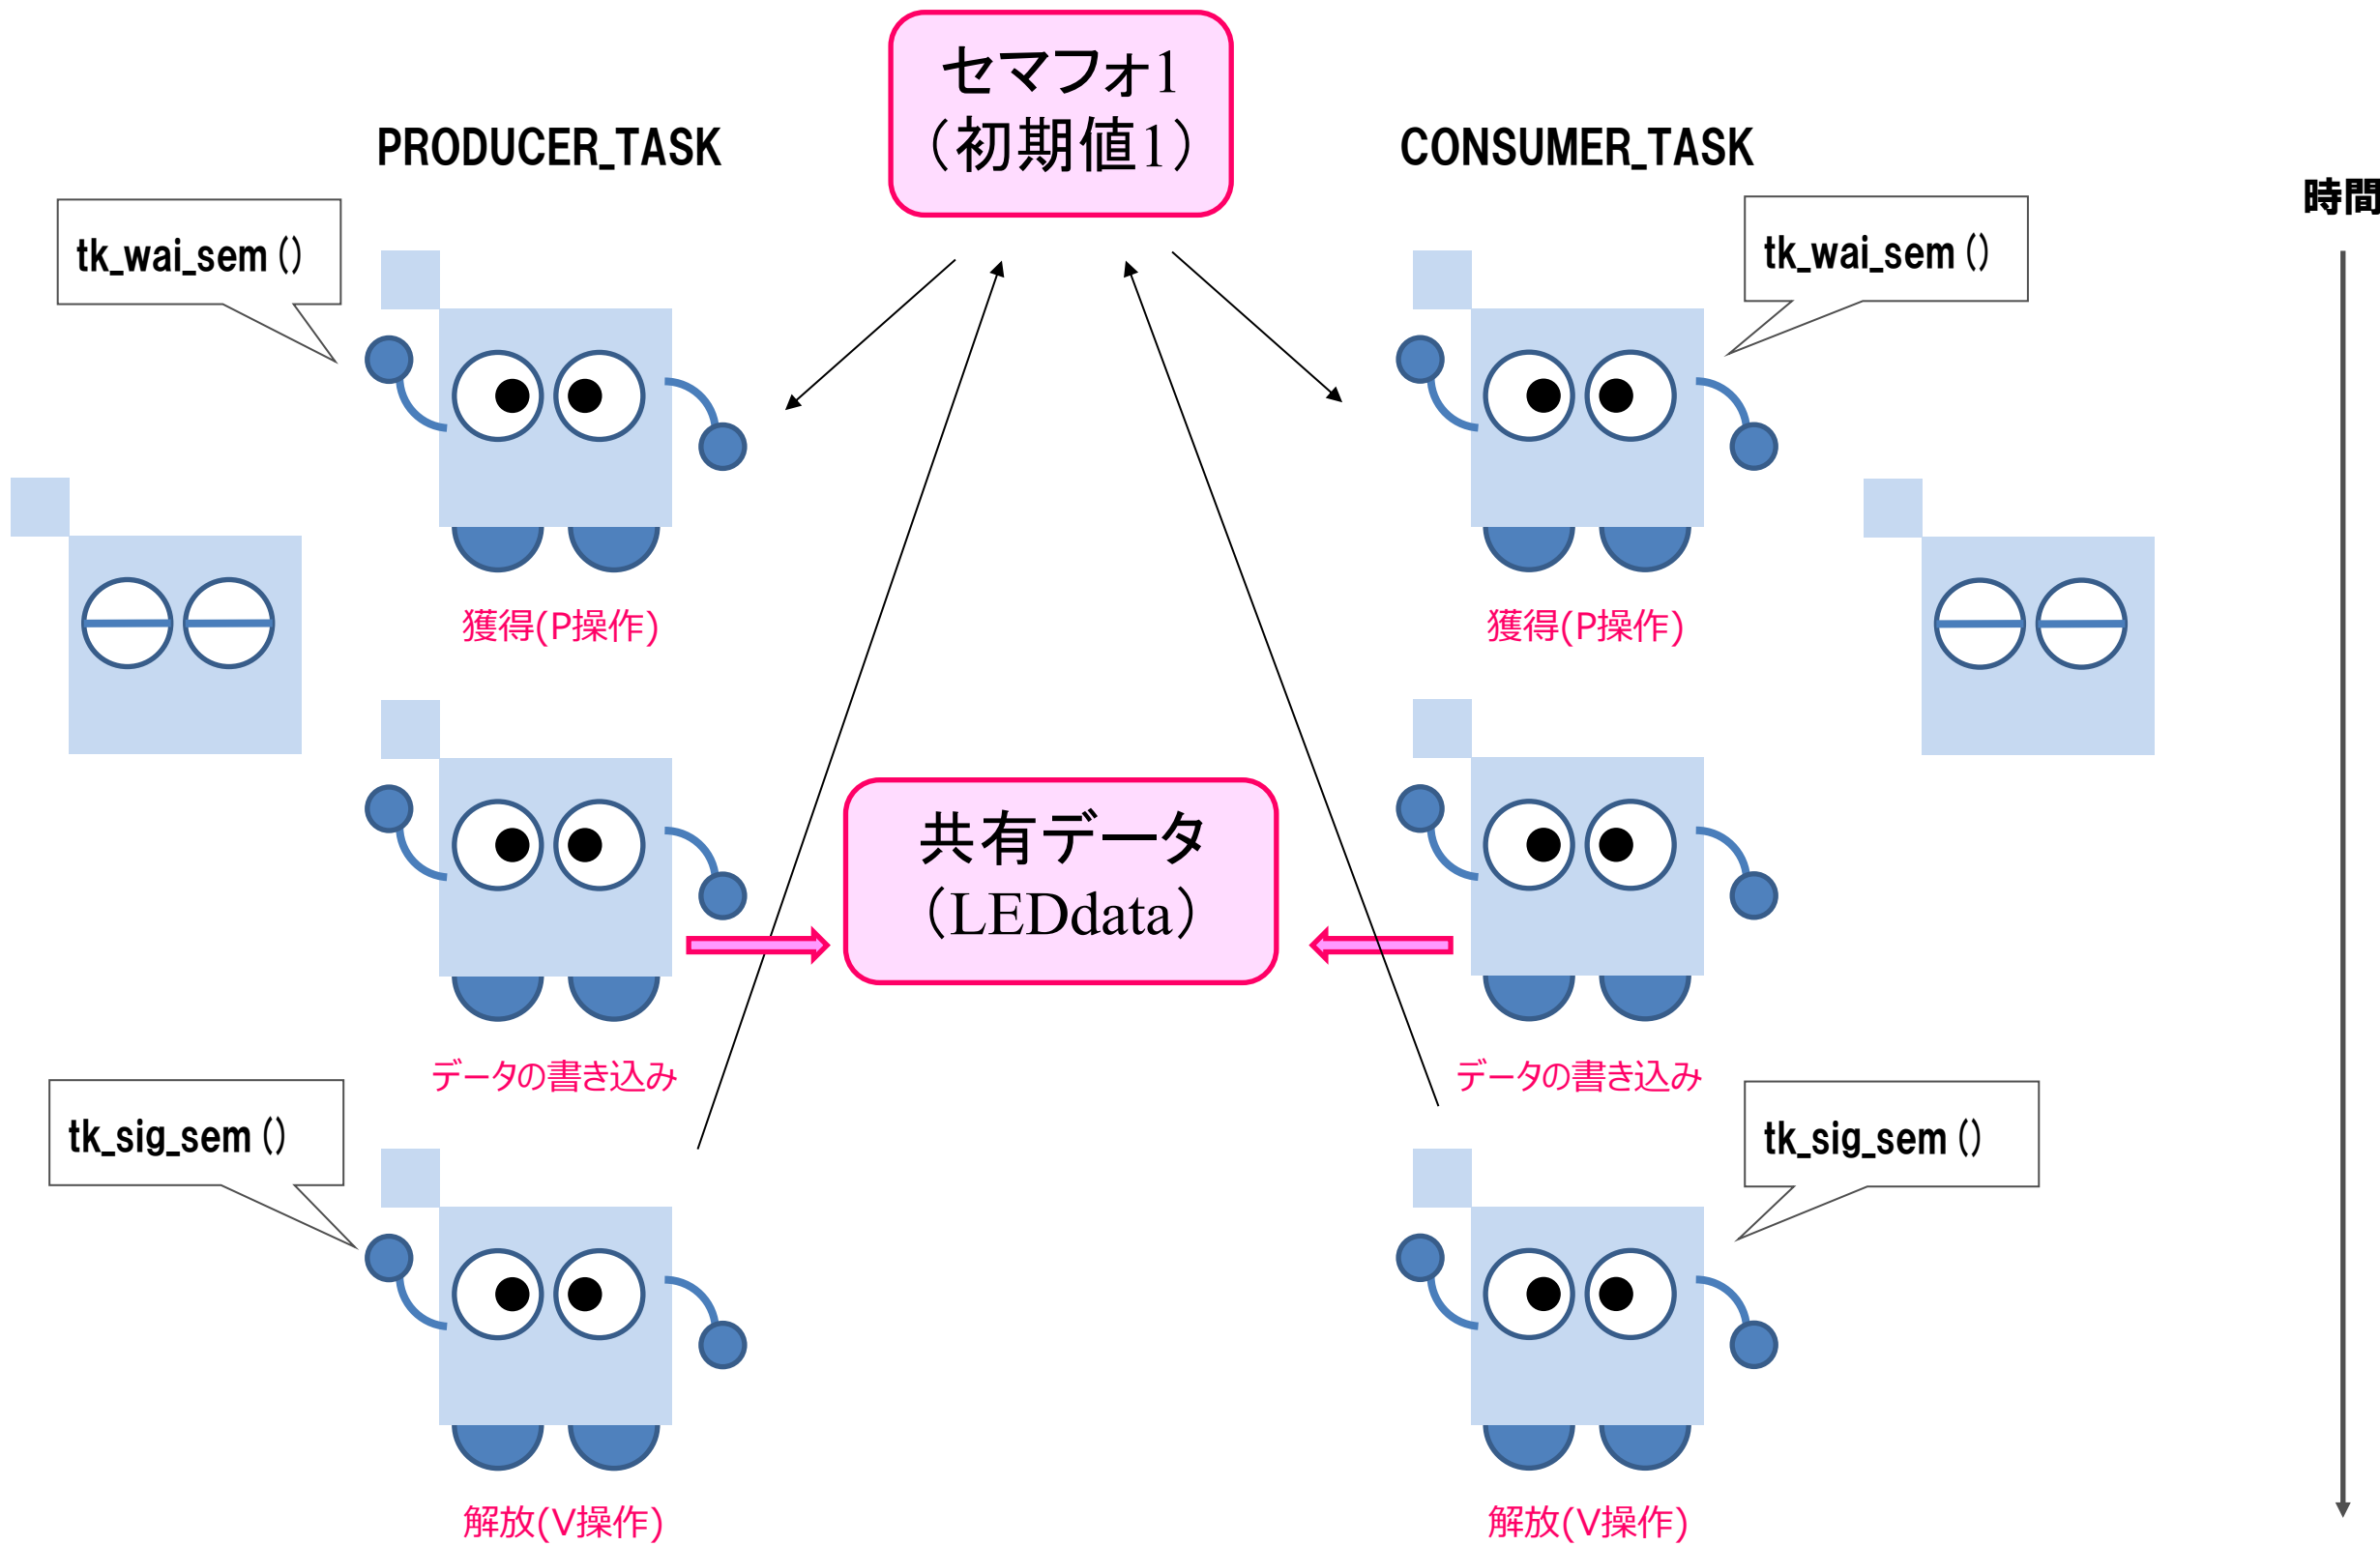 セマフォ1
（初期値1）
PRODUCER_TASK
CONSUMER_TASK
時間
tk_wai_sem()
tk_wai_sem()
獲得(P操作)
獲得(P操作)
共有データ
（LEDdata）
データの書き込み
データの書き込み
tk_sig_sem()
tk_sig_sem()
解放(V操作)
解放(V操作)